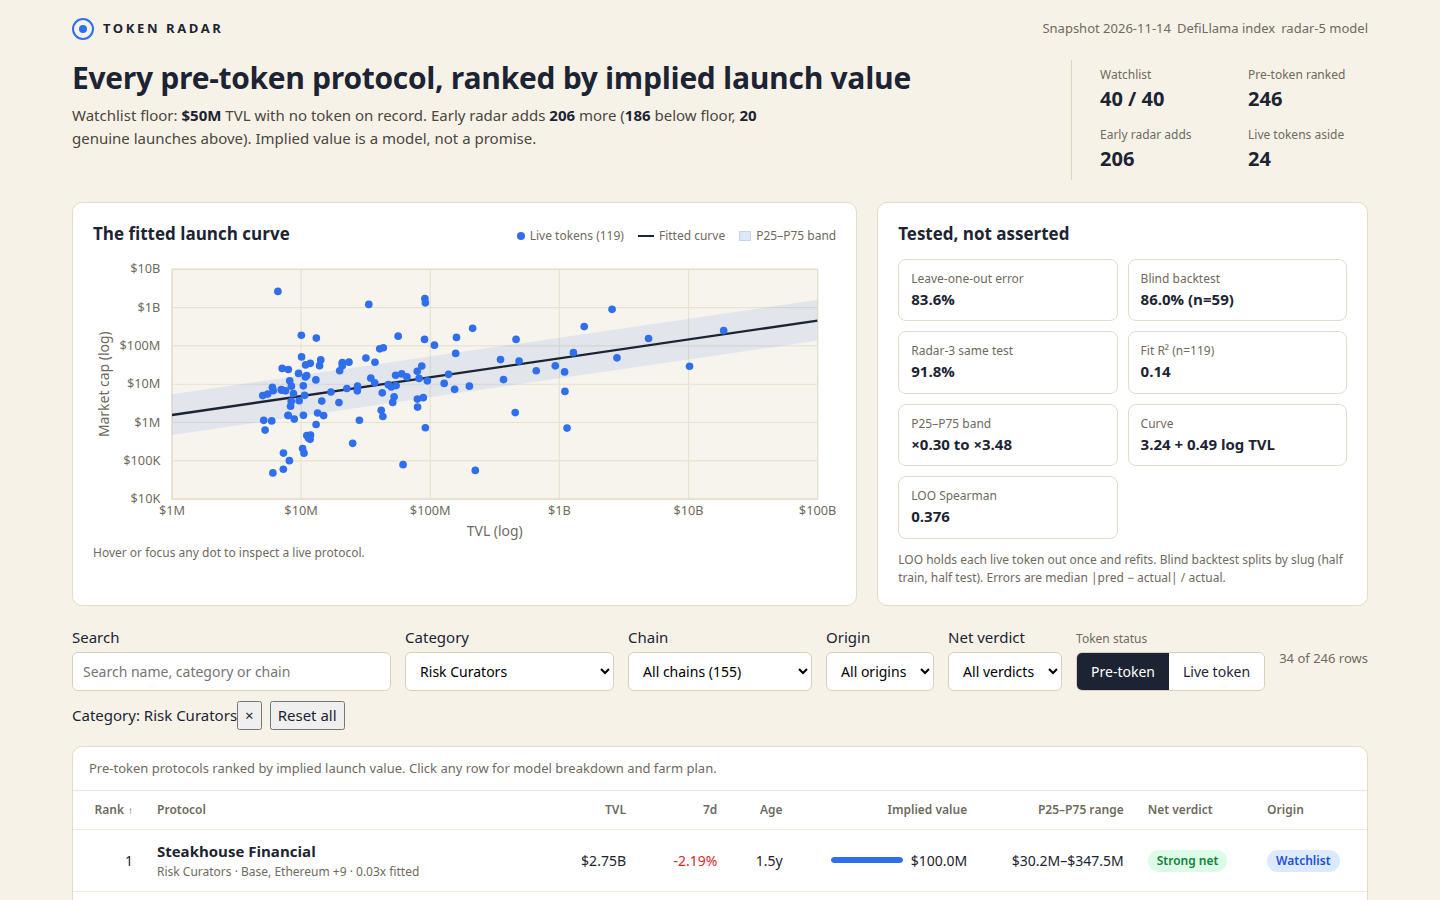 TOKEN RADAR
Snapshot 2026-11-14 DefiLlama index radar-5 model
Every pre-token protocol, ranked by implied launch value
Watchlist floor: $50M TVL with no token on record. Early radar adds 206 more (186 below floor, 20
genuine launches above). Implied value is a model, not a promise.
Watchlist
40 / 40
Pre-token ranked
246
Early radar adds
206
Live tokens aside
24
The fitted launch curve
Live tokens (119)
Fitted curve
P25–P75 band
$10B
$1B
$100M
$10M
$1M
$100K
$10K
Market cap (log)
$1M
$10M
$100M
$1B
$10B
$100B
TVL (log)
Hover or focus any dot to inspect a live protocol.
Tested, not asserted
Leave-one-out error
83.6%
Blind backtest
86.0% (n=59)
Radar-3 same test
91.8%
Fit R² (n=119)
0.14
P25–P75 band
×0.30 to ×3.48
Curve
3.24 + 0.49 log TVL
LOO Spearman
0.376
LOO holds each live token out once and refits. Blind backtest splits by slug (half
train, half test). Errors are median |pred − actual| / actual.
Search
Search name, category or chain
Category
Risk Curators
Chain
All chains (155)
Origin
All origins
Net verdict
All verdicts
Token status
Pre-token
Live token
34 of 246 rows
Category: Risk Curators ×
Reset all
Pre-token protocols ranked by implied launch value. Click any row for model breakdown and farm plan.
Rank ↑ Protocol TVL 7d Age Implied value P25–P75 range Net verdict Origin
1 Steakhouse Financial $2.75B -2.19% 1.5y $100.0M $30.2M–$347.5M Strong net Watchlist
Risk Curators · Base, Ethereum +9 · 0.03x fitted